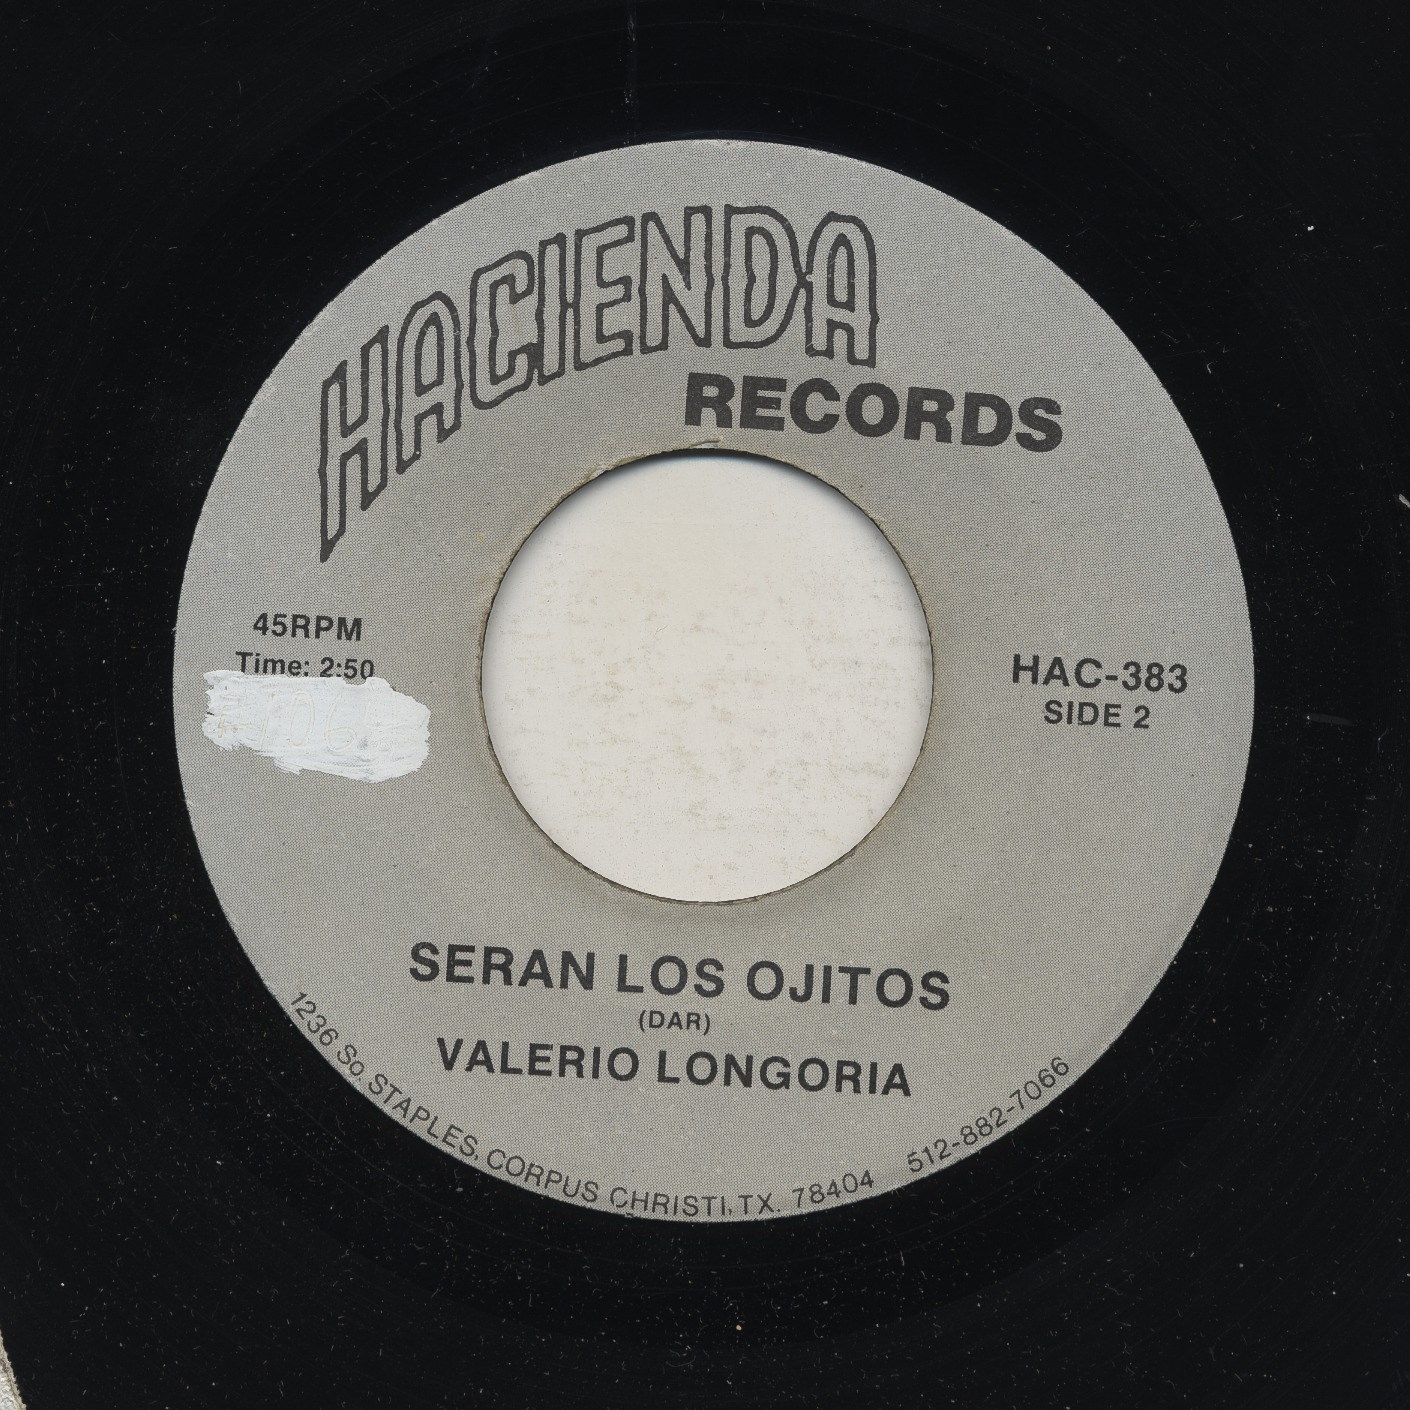 HACIENDA
RECORDS
45RPM
Time: 2:50
HAC-383
SIDE 2
SERAN LOS OJITOS
(DAR)
VALERIO LONGORIA
1236 So. STAPLES, CORPUS CHRISTI, TX. 78404 512-882-7066